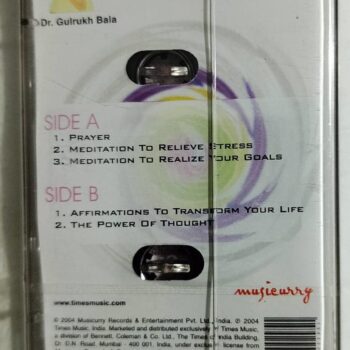 Dr. Gulrukh Bala
SIDE A
1. PRAYER
2. MEDITATION TO RELIEVE STRESS
3. MEDITATION TO REALIZE YOUR GOALS
SIDE B
1. AFFIRMATIONS TO TRANSFORM YOUR LIFE
2. THE POWER OF THOUGHT
musicurry
www.timesmusic.com
℗ 2004 Musicurry Records & Entertainment Pvt. Ltd., India. © 2004
Times Music, India. Marketed and distributed exclusively by Times Music,
a division of Bennett, Coleman & Co. Ltd., The Times of India Building,
Dr. D.N. Road, Mumbai - 400 001, India, under exclusive